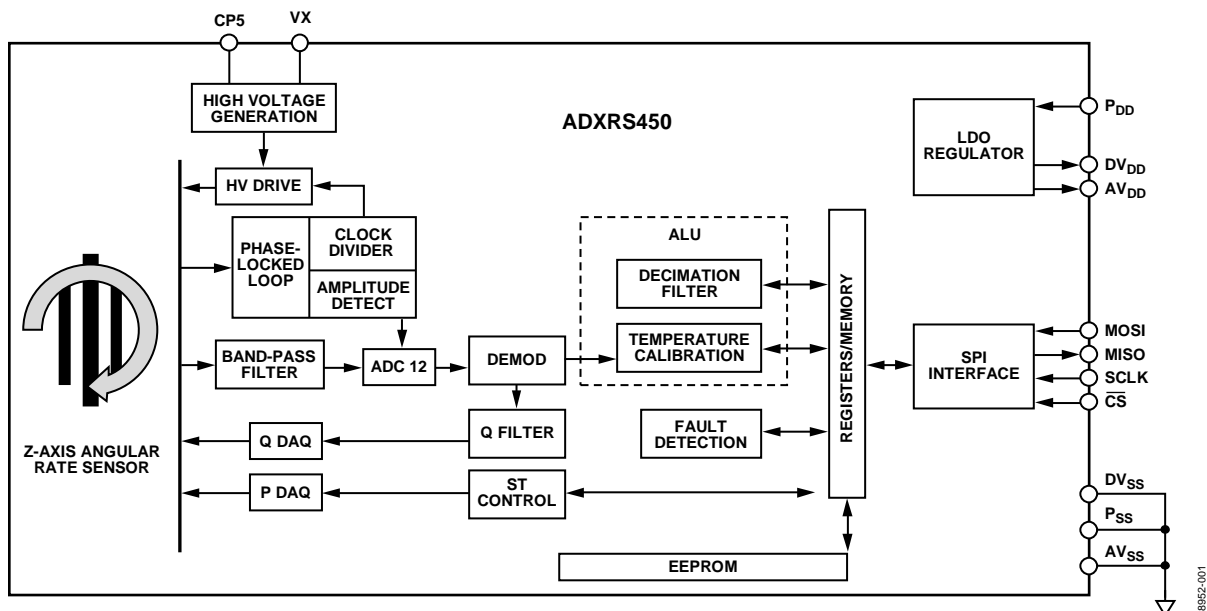 CP5
VX
HIGH VOLTAGE
GENERATION
ADXRS450
LDO
REGULATOR
PDD
DVDD
AVDD
HV DRIVE
PHASE-
LOCKED
LOOP
CLOCK
DIVIDER
AMPLITUDE
DETECT
ALU
DECIMATION
FILTER
TEMPERATURE
CALIBRATION
BAND-PASS
FILTER
ADC 12
DEMOD
REGISTERS/MEMORY
SPI
INTERFACE
MOSI
MISO
SCLK
CS
Z-AXIS ANGULAR
RATE SENSOR
Q DAQ
Q FILTER
FAULT
DETECTION
P DAQ
ST
CONTROL
EEPROM
DVSS
PSS
AVSS
8952-001